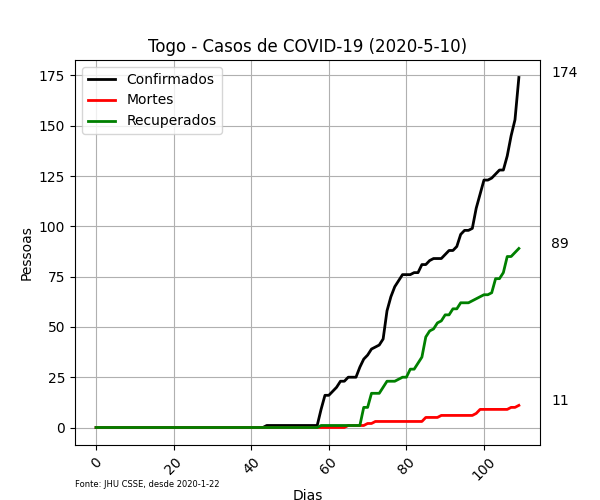 Togo - Casos de COVID-19 (2020-5-10)
Confirmados
Mortes
Recuperados
174
89
11
175
150
125
100
75
50
25
0
Pessoas
0
20
40
60
80
100
Dias
Fonte: JHU CSSE, desde 2020-1-22